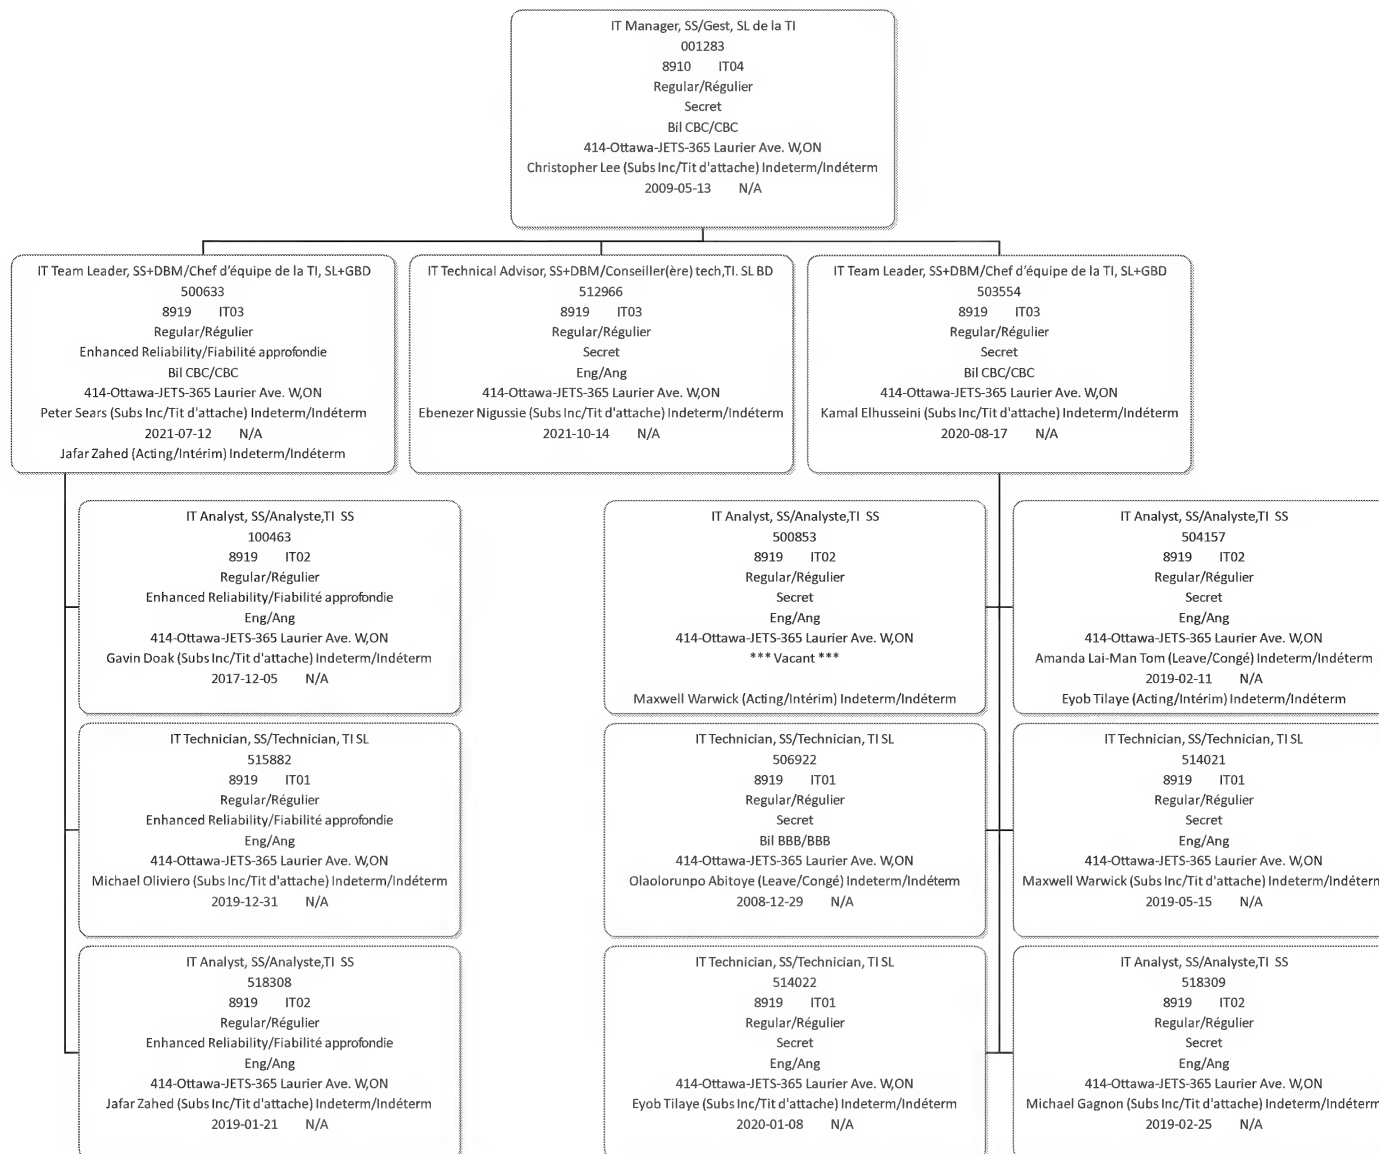 IT Manager, SS/Gest, SL de la TI
001283
8910 IT04
Regular/Régulier
Secret
Bil CBC/CBC
414-Ottawa-JETS-365 Laurier Ave. W,ON
Christopher Lee (Subs Inc/Tit d'attache) Indeterm/Indéterm
2009-05-13 N/A
IT Team Leader, SS+DBM/Chef d'équipe de la TI, SL+GBD
500633
8919 IT03
Regular/Régulier
Enhanced Reliability/Fiabilité approfondie
Bil CBC/CBC
414-Ottawa-JETS-365 Laurier Ave. W,ON
Peter Sears (Subs Inc/Tit d'attache) Indeterm/Indéterm
2021-07-12 N/A
Jafar Zahed (Acting/Intérim) Indeterm/Indéterm
IT Technical Advisor, SS+DBM/Conseiller(ère) tech,TI. SL BD
512966
8919 IT03
Regular/Régulier
Secret
Eng/Ang
414-Ottawa-JETS-365 Laurier Ave. W,ON
Ebenezer Nigussie (Subs Inc/Tit d'attache) Indeterm/Indéterm
2021-10-14 N/A
IT Team Leader, SS+DBM/Chef d'équipe de la TI, SL+GBD
503554
8919 IT03
Regular/Régulier
Secret
Bil CBC/CBC
414-Ottawa-JETS-365 Laurier Ave. W,ON
Kamal Elhusseini (Subs Inc/Tit d'attache) Indeterm/Indéterm
2020-08-17 N/A
IT Analyst, SS/Analyste,TI SS
100463
8919 IT02
Regular/Régulier
Enhanced Reliability/Fiabilité approfondie
Eng/Ang
414-Ottawa-JETS-365 Laurier Ave. W,ON
Gavin Doak (Subs Inc/Tit d'attache) Indeterm/Indéterm
2017-12-05 N/A
IT Analyst, SS/Analyste,TI SS
500853
8919 IT02
Regular/Régulier
Secret
Eng/Ang
414-Ottawa-JETS-365 Laurier Ave. W,ON
*** Vacant ***
Maxwell Warwick (Acting/Intérim) Indeterm/Indéterm
IT Analyst, SS/Analyste,TI SS
504157
8919 IT02
Regular/Régulier
Secret
Eng/Ang
414-Ottawa-JETS-365 Laurier Ave. W,ON
Amanda Lai-Man Tom (Leave/Congé) Indeterm/Indéterm
2019-02-11 N/A
Eyob Tilaye (Acting/Intérim) Indeterm/Indéterm
IT Technician, SS/Technician, TI SL
515882
8919 IT01
Regular/Régulier
Enhanced Reliability/Fiabilité approfondie
Eng/Ang
414-Ottawa-JETS-365 Laurier Ave. W,ON
Michael Oliviero (Subs Inc/Tit d'attache) Indeterm/Indéterm
2019-12-31 N/A
IT Technician, SS/Technician, TI SL
506922
8919 IT01
Regular/Régulier
Secret
Bil BBB/BBB
414-Ottawa-JETS-365 Laurier Ave. W,ON
Olaolorunpo Abitoye (Leave/Congé) Indeterm/Indéterm
2008-12-29 N/A
IT Technician, SS/Technician, TI SL
514021
8919 IT01
Regular/Régulier
Secret
Eng/Ang
414-Ottawa-JETS-365 Laurier Ave. W,ON
Maxwell Warwick (Subs Inc/Tit d'attache) Indeterm/Indéterm
2019-05-15 N/A
IT Analyst, SS/Analyste,TI SS
518308
8919 IT02
Regular/Régulier
Enhanced Reliability/Fiabilité approfondie
Eng/Ang
414-Ottawa-JETS-365 Laurier Ave. W,ON
Jafar Zahed (Subs Inc/Tit d'attache) Indeterm/Indéterm
2019-01-21 N/A
IT Technician, SS/Technician, TI SL
514022
8919 IT01
Regular/Régulier
Secret
Eng/Ang
414-Ottawa-JETS-365 Laurier Ave. W,ON
Eyob Tilaye (Subs Inc/Tit d'attache) Indeterm/Indéterm
2020-01-08 N/A
IT Analyst, SS/Analyste,TI SS
518309
8919 IT02
Regular/Régulier
Secret
Eng/Ang
414-Ottawa-JETS-365 Laurier Ave. W,ON
Michael Gagnon (Subs Inc/Tit d'attache) Indeterm/Indéterm
2019-02-25 N/A